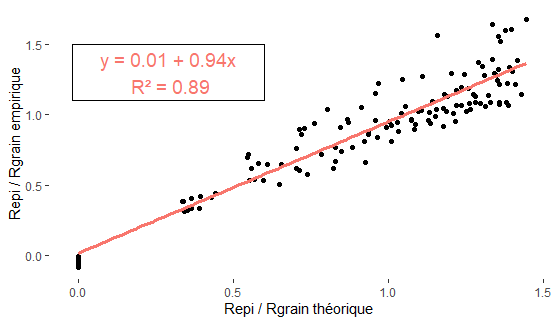 y = 0.01 + 0.94x
R² = 0.89
Repi / Rgrain empirique
1.5
1.0
0.5
0.0
0.0 0.5 1.0 1.5
Repi / Rgrain théorique